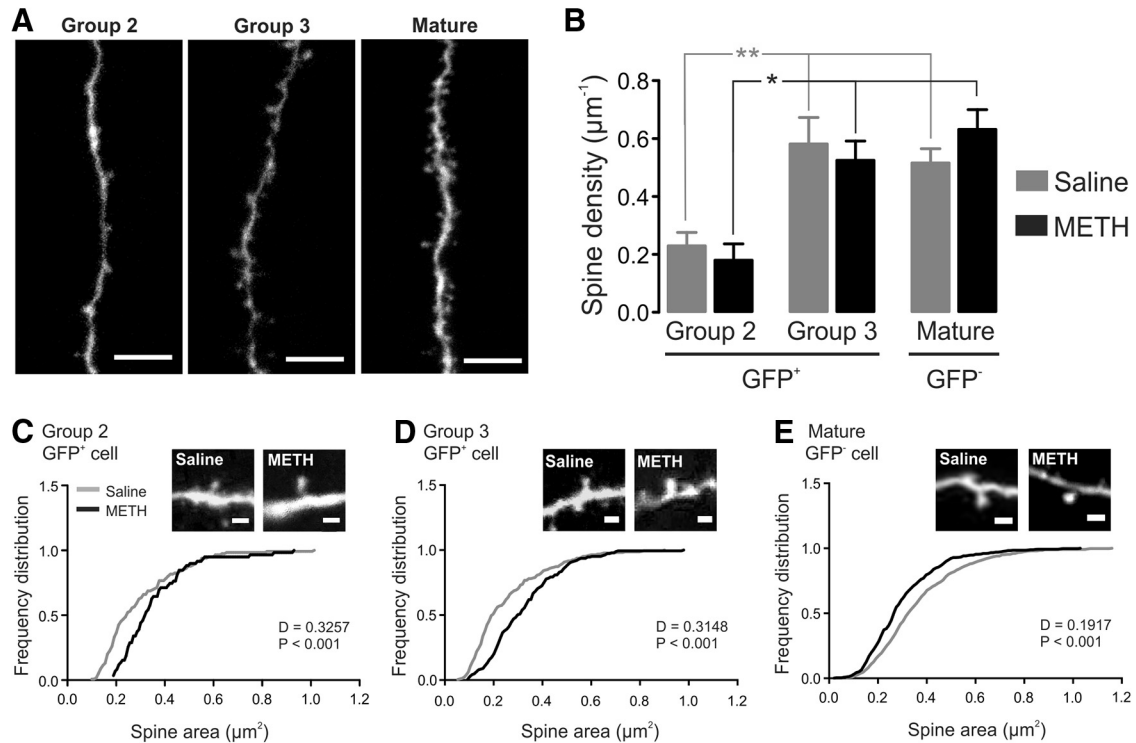 A
Group 2
Group 3
Mature
B
Spine density (µm⁻¹)
0.8
0.6
0.4
0.2
0.0
**
*
Saline
METH
Group 2
Group 3
Mature
GFP⁺
GFP⁻
C
Group 2
GFP⁺ cell
Saline
METH
Saline
METH
Frequency distribution
1.5
1.0
0.5
0.0
D = 0.3257
P < 0.001
0.0 0.2 0.4 0.6 0.8 1.0 1.2
Spine area (µm²)
D
Group 3
GFP⁺ cell
Saline
METH
Frequency distribution
1.5
1.0
0.5
0.0
D = 0.3148
P < 0.001
0.0 0.2 0.4 0.6 0.8 1.0 1.2
Spine area (µm²)
E
Mature
GFP⁻ cell
Saline
METH
Frequency distribution
1.5
1.0
0.5
0.0
D = 0.1917
P < 0.001
0.0 0.2 0.4 0.6 0.8 1.0 1.2
Spine area (µm²)